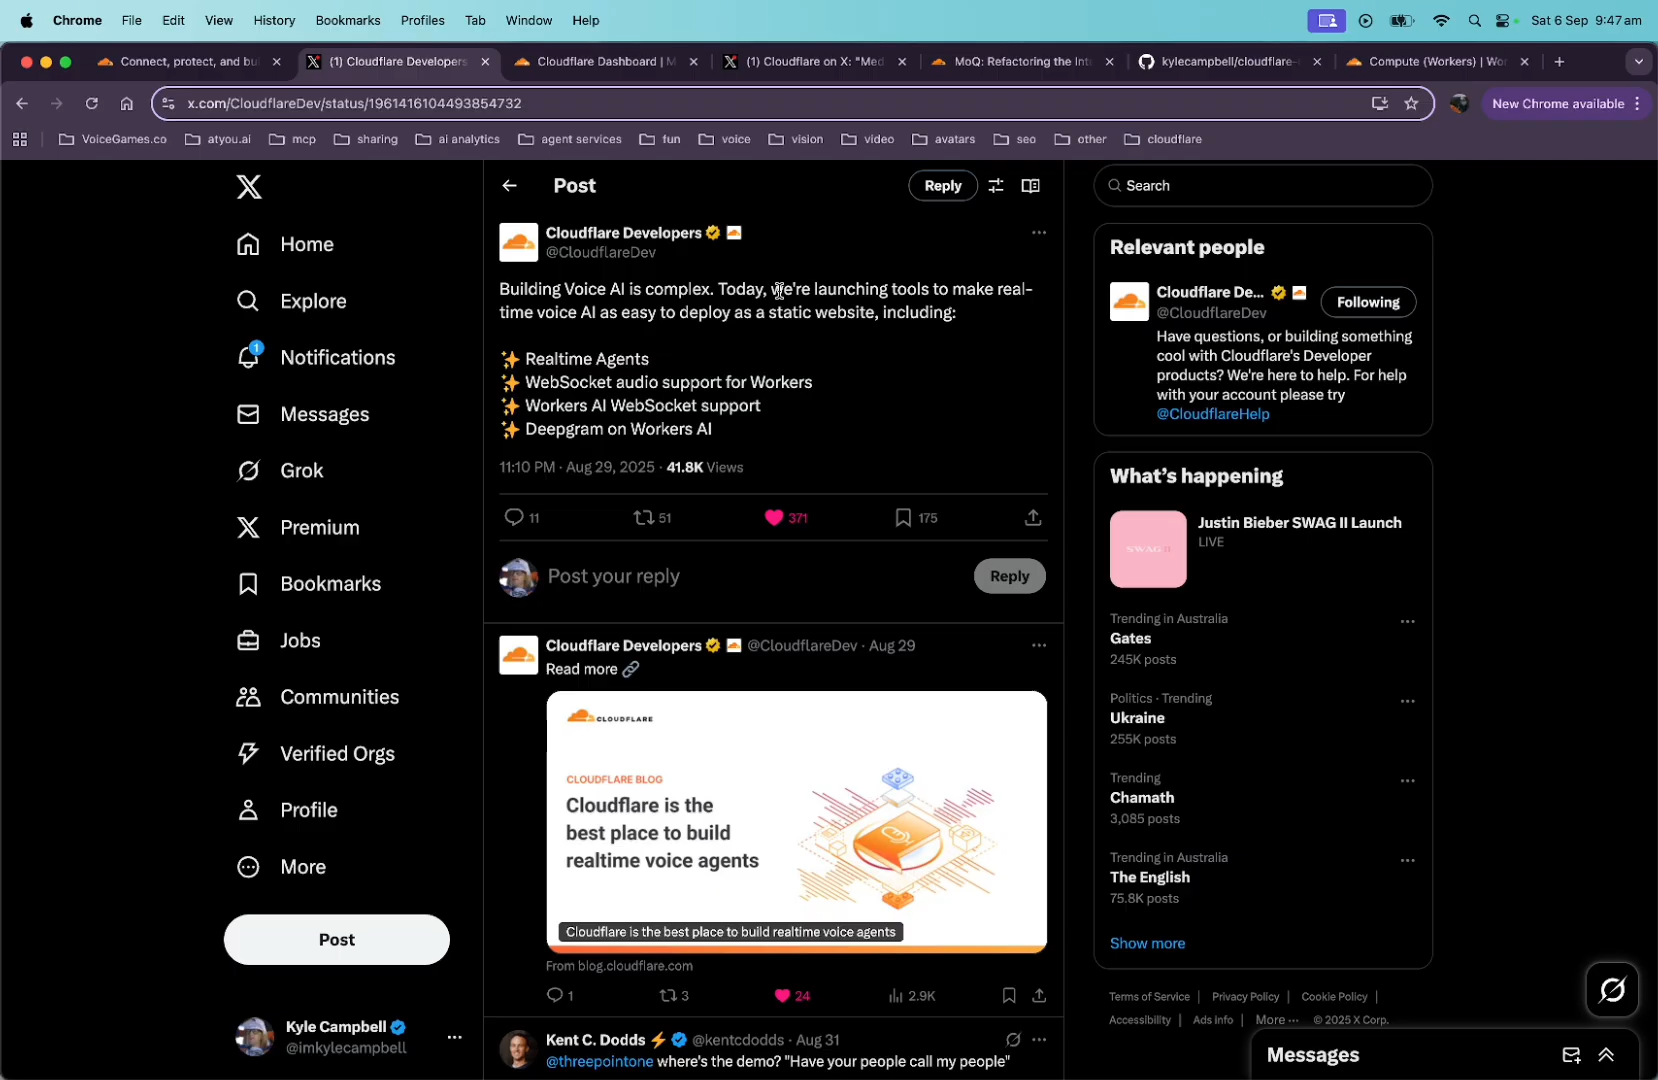 Chrome File Edit View History Bookmarks Profiles Tab Window Help Sat 6 Sep 9:47 am
Connect, protect, and bu (1) Cloudflare Developers Cloudflare Dashboard | M (1) Cloudflare on X: "Med MoQ: Refactoring the Int kylecampbell/cloudflare- Compute (Workers) | Wor
x.com/CloudflareDev/status/1961416104493854732 New Chrome available
VoiceGames.co atyou.ai mcp sharing ai analytics agent services fun voice vision video avatars seo other cloudflare
Home
Explore
1
Notifications
Messages
Grok
Premium
Bookmarks
Jobs
Communities
Verified Orgs
Profile
More
Post
Kyle Campbell
@imkylecampbell
Post Reply
Cloudflare Developers
@CloudflareDev
Building Voice AI is complex. Today, we're launching tools to make real-
time voice AI as easy to deploy as a static website, including:
✨ Realtime Agents
✨ WebSocket audio support for Workers
✨ Workers AI WebSocket support
✨ Deepgram on Workers AI
11:10 PM · Aug 29, 2025 · 41.8K Views
11 51 371 175
Post your reply Reply
Cloudflare Developers @CloudflareDev · Aug 29
Read more 🔗
CLOUDFLARE
CLOUDFLARE BLOG
Cloudflare is the
best place to build
realtime voice agents
Cloudflare is the best place to build realtime voice agents
From blog.cloudflare.com
1 3 24 2.9K
Kent C. Dodds ⚡ @kentcdodds · Aug 31
@threepointone where's the demo? "Have your people call my people"
Search
Relevant people
Cloudflare De... Following
@CloudflareDev
Have questions, or building something
cool with Cloudflare's Developer
products? We're here to help. For help
with your account please try
@CloudflareHelp
What's happening
SWAG II
Justin Bieber SWAG II Launch
LIVE
Trending in Australia
Gates
245K posts
Politics · Trending
Ukraine
255K posts
Trending
Chamath
3,085 posts
Trending in Australia
The English
75.8K posts
Show more
Terms of Service | Privacy Policy | Cookie Policy |
Accessibility | Ads info | More ··· © 2025 X Corp.
Messages